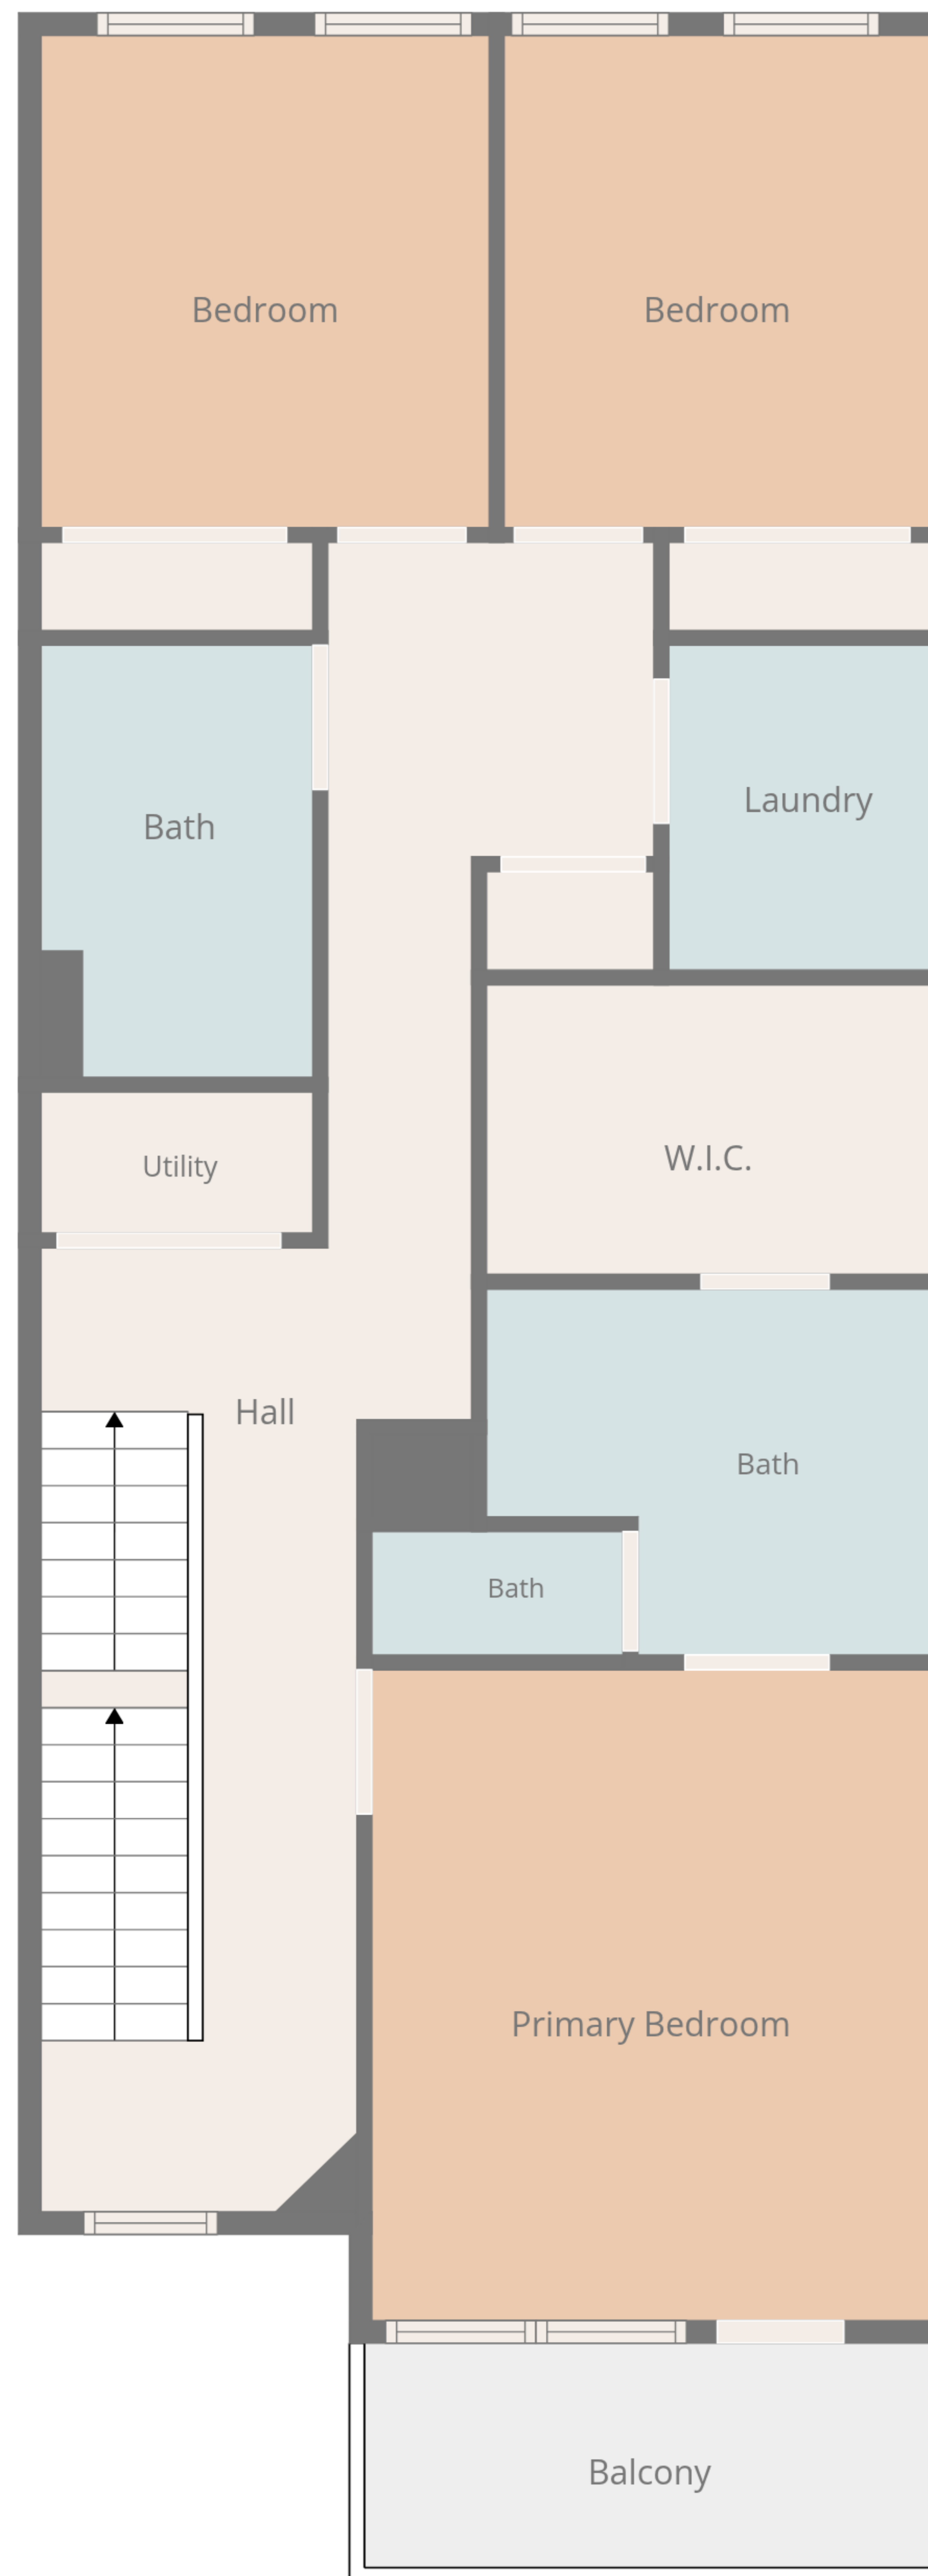 Bedroom
Bedroom
Laundry
Bath
W.I.C.
Utility
Hall
Bath
Bath
Primary Bedroom
Balcony